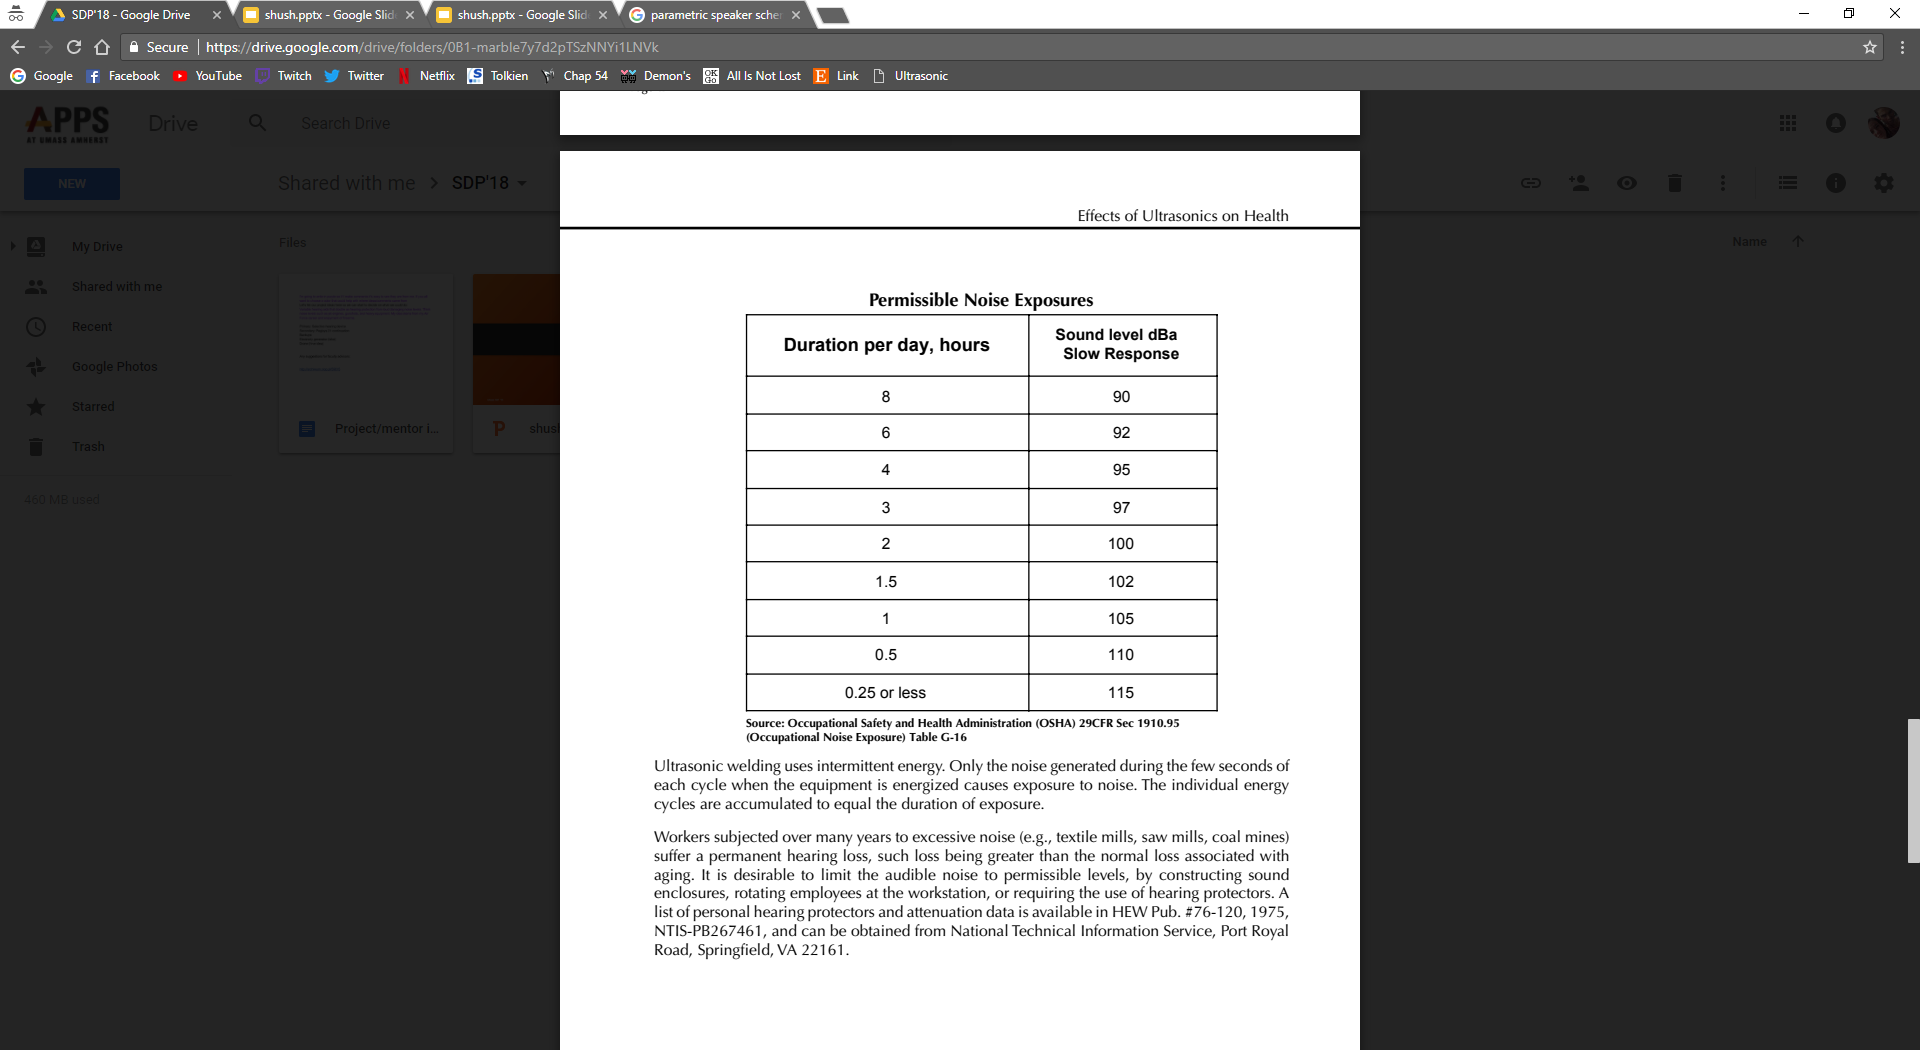 SDP'18 - Google Drive
shush.pptx - Google Slid
shush.pptx - Google Slid
parametric speaker scher
Secure
https://drive.google.com/drive/folders/0B1-marble7y7d2pTSzNNYi1LNVk
Google Facebook YouTube Twitch Twitter Netflix Tolkien Chap 54 Demon's All Is Not Lost Link Ultrasonic
APPS
AT UMASS AMHERST
Drive
Search Drive
NEW
Shared with me > SDP'18
My Drive
Shared with me
Recent
Google Photos
Starred
Trash
460 MB used
Files
Name
Project/mentor i...
shus
Effects of Ultrasonics on Health
Permissible Noise Exposures
Duration per day, hours
Sound level dBa
Slow Response
8 90
6 92
4 95
3 97
2 100
1.5 102
1 105
0.5 110
0.25 or less 115
Source: Occupational Safety and Health Administration (OSHA) 29CFR Sec 1910.95
(Occupational Noise Exposure) Table G-16
Ultrasonic welding uses intermittent energy. Only the noise generated during the few seconds of
each cycle when the equipment is energized causes exposure to noise. The individual energy
cycles are accumulated to equal the duration of exposure.
Workers subjected over many years to excessive noise (e.g., textile mills, saw mills, coal mines)
suffer a permanent hearing loss, such loss being greater than the normal loss associated with
aging. It is desirable to limit the audible noise to permissible levels, by constructing sound
enclosures, rotating employees at the workstation, or requiring the use of hearing protectors. A
list of personal hearing protectors and attenuation data is available in HEW Pub. #76-120, 1975,
NTIS-PB267461, and can be obtained from National Technical Information Service, Port Royal
Road, Springfield, VA 22161.